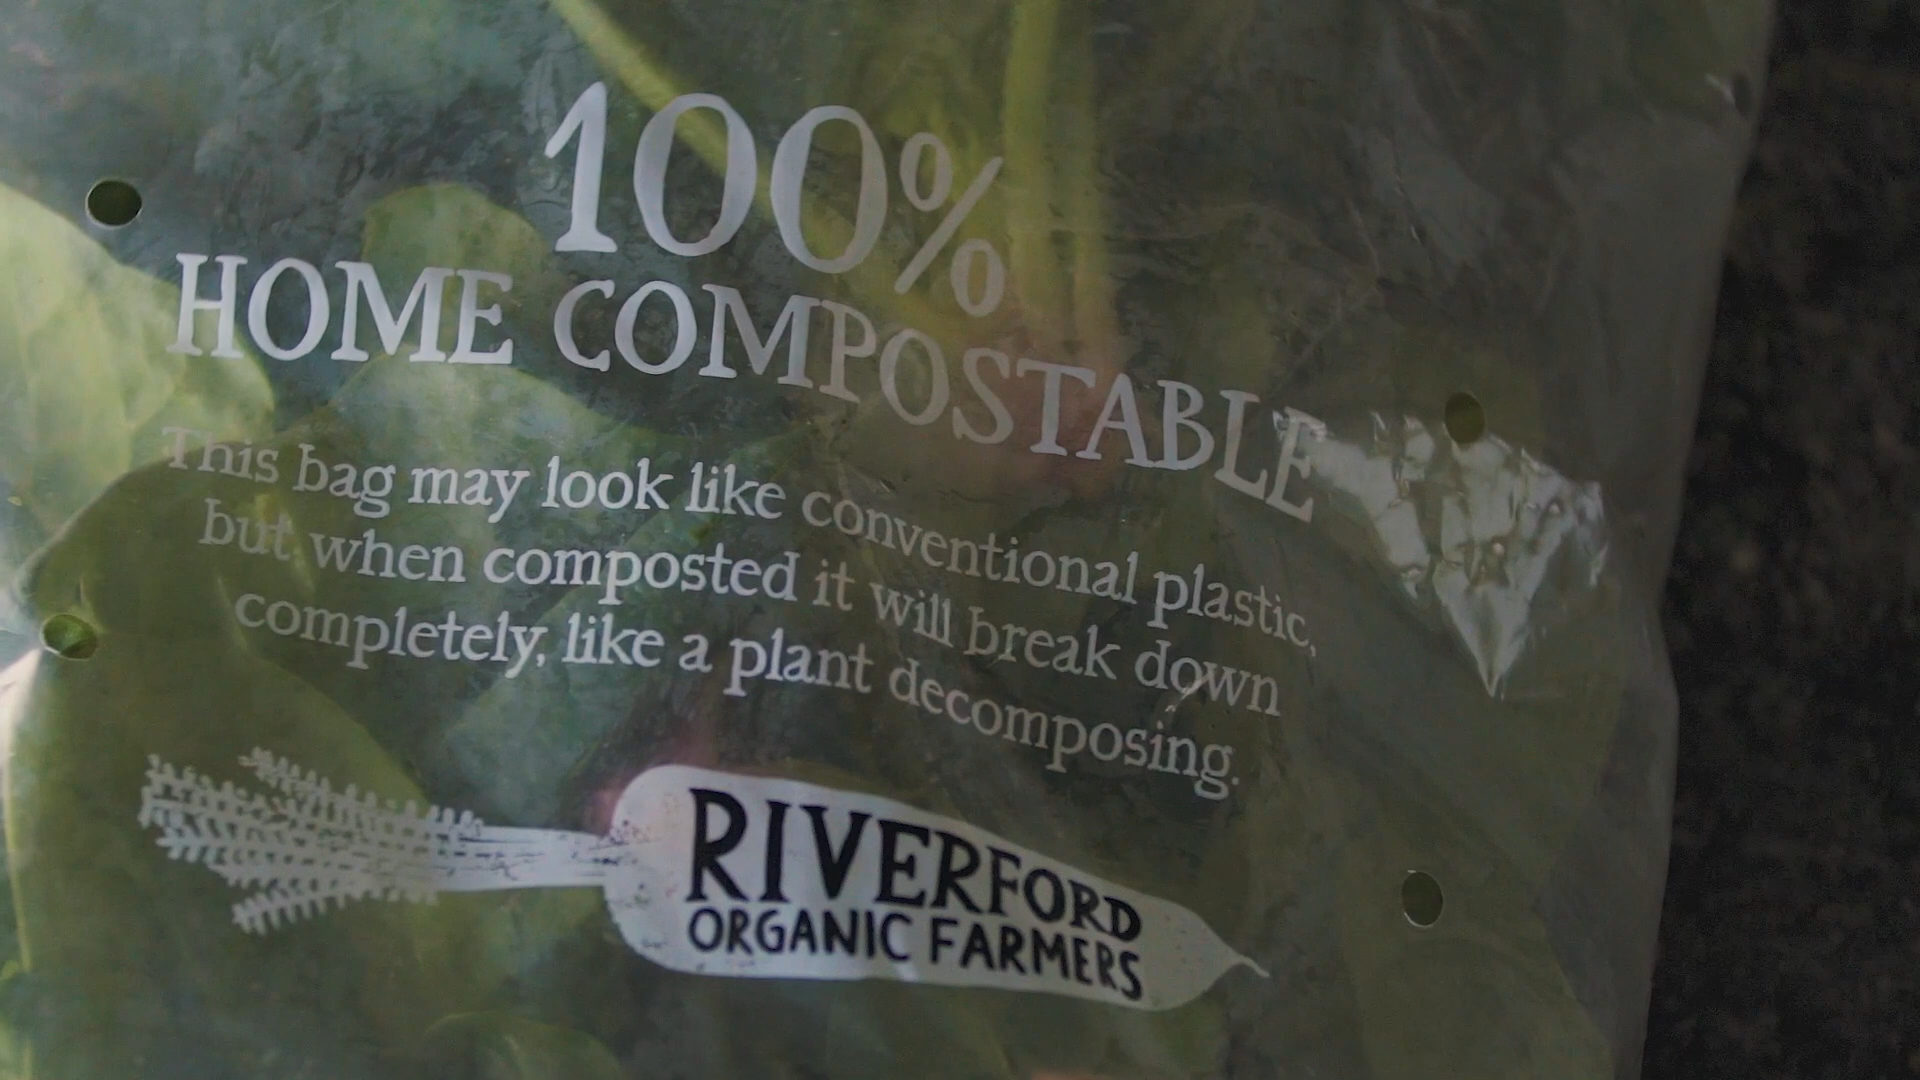 100%
HOME COMPOSTABLE
This bag may look like conventional plastic,
but when composted it will break down
completely, like a plant decomposing.
RIVERFORD
ORGANIC FARMERS